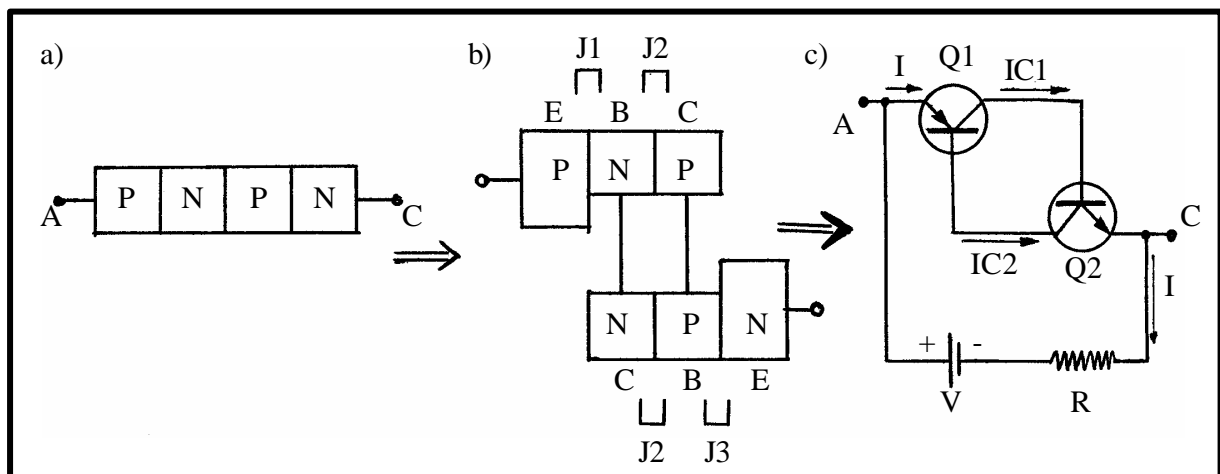 a)
A P N P N C
b)
J1 J2
E B C
P N P
N P N
C B E
J2 J3
c)
I Q1 IC1
A
C
IC2 Q2
I
+ -
V R